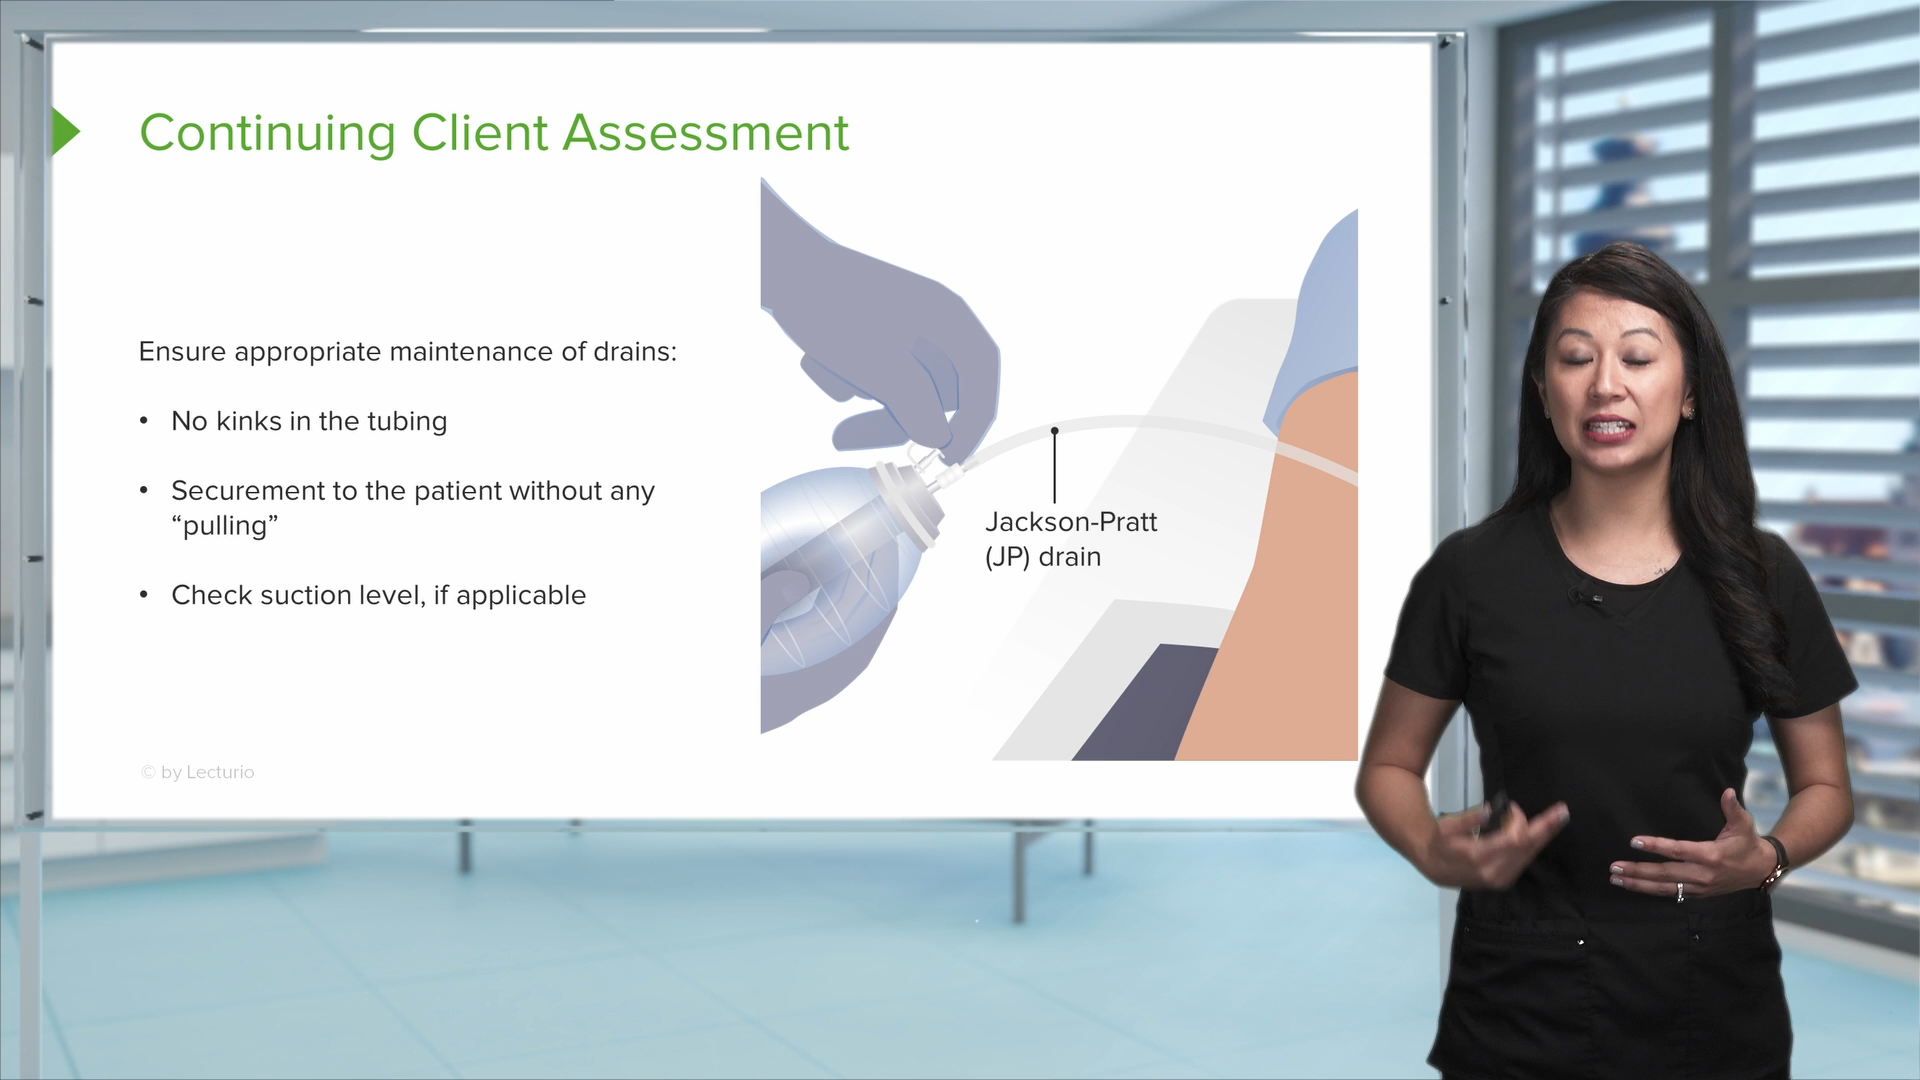 Continuing Client Assessment
Ensure appropriate maintenance of drains:
• No kinks in the tubing
• Securement to the patient without any
“pulling”
• Check suction level, if applicable
Jackson-Pratt
(JP) drain
© by Lecturio